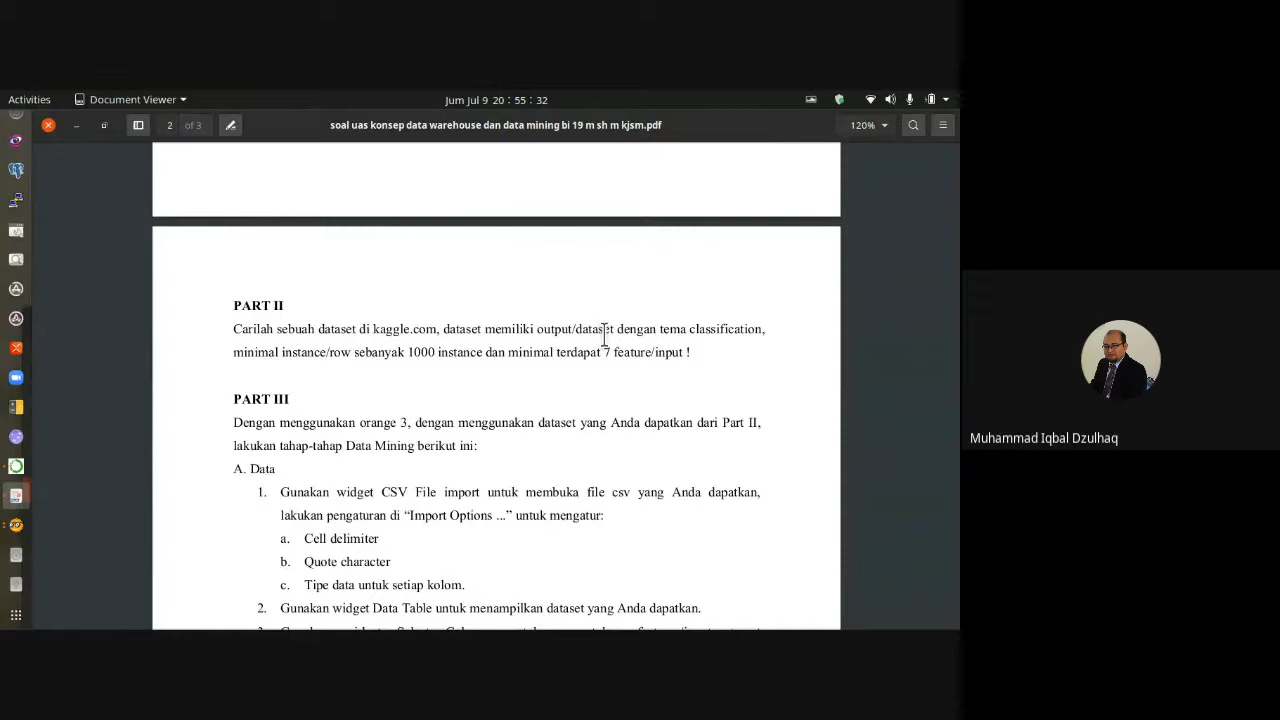 Activities
Document Viewer
Jum Jul 9 20:55:32
2 of 3
soal uas konsep data warehouse dan data mining bi 19 m sh m kjsm.pdf
120%
PART II
Carilah sebuah dataset di kaggle.com, dataset memiliki output/dataset dengan tema classification,
minimal instance/row sebanyak 1000 instance dan minimal terdapat 7 feature/input !
PART III
Dengan menggunakan orange 3, dengan menggunakan dataset yang Anda dapatkan dari Part II,
lakukan tahap-tahap Data Mining berikut ini:
A. Data
1. Gunakan widget CSV File import untuk membuka file csv yang Anda dapatkan,
lakukan pengaturan di “Import Options ...” untuk mengatur:
a. Cell delimiter
b. Quote character
c. Tipe data untuk setiap kolom.
2. Gunakan widget Data Table untuk menampilkan dataset yang Anda dapatkan.
Muhammad Iqbal Dzulhaq